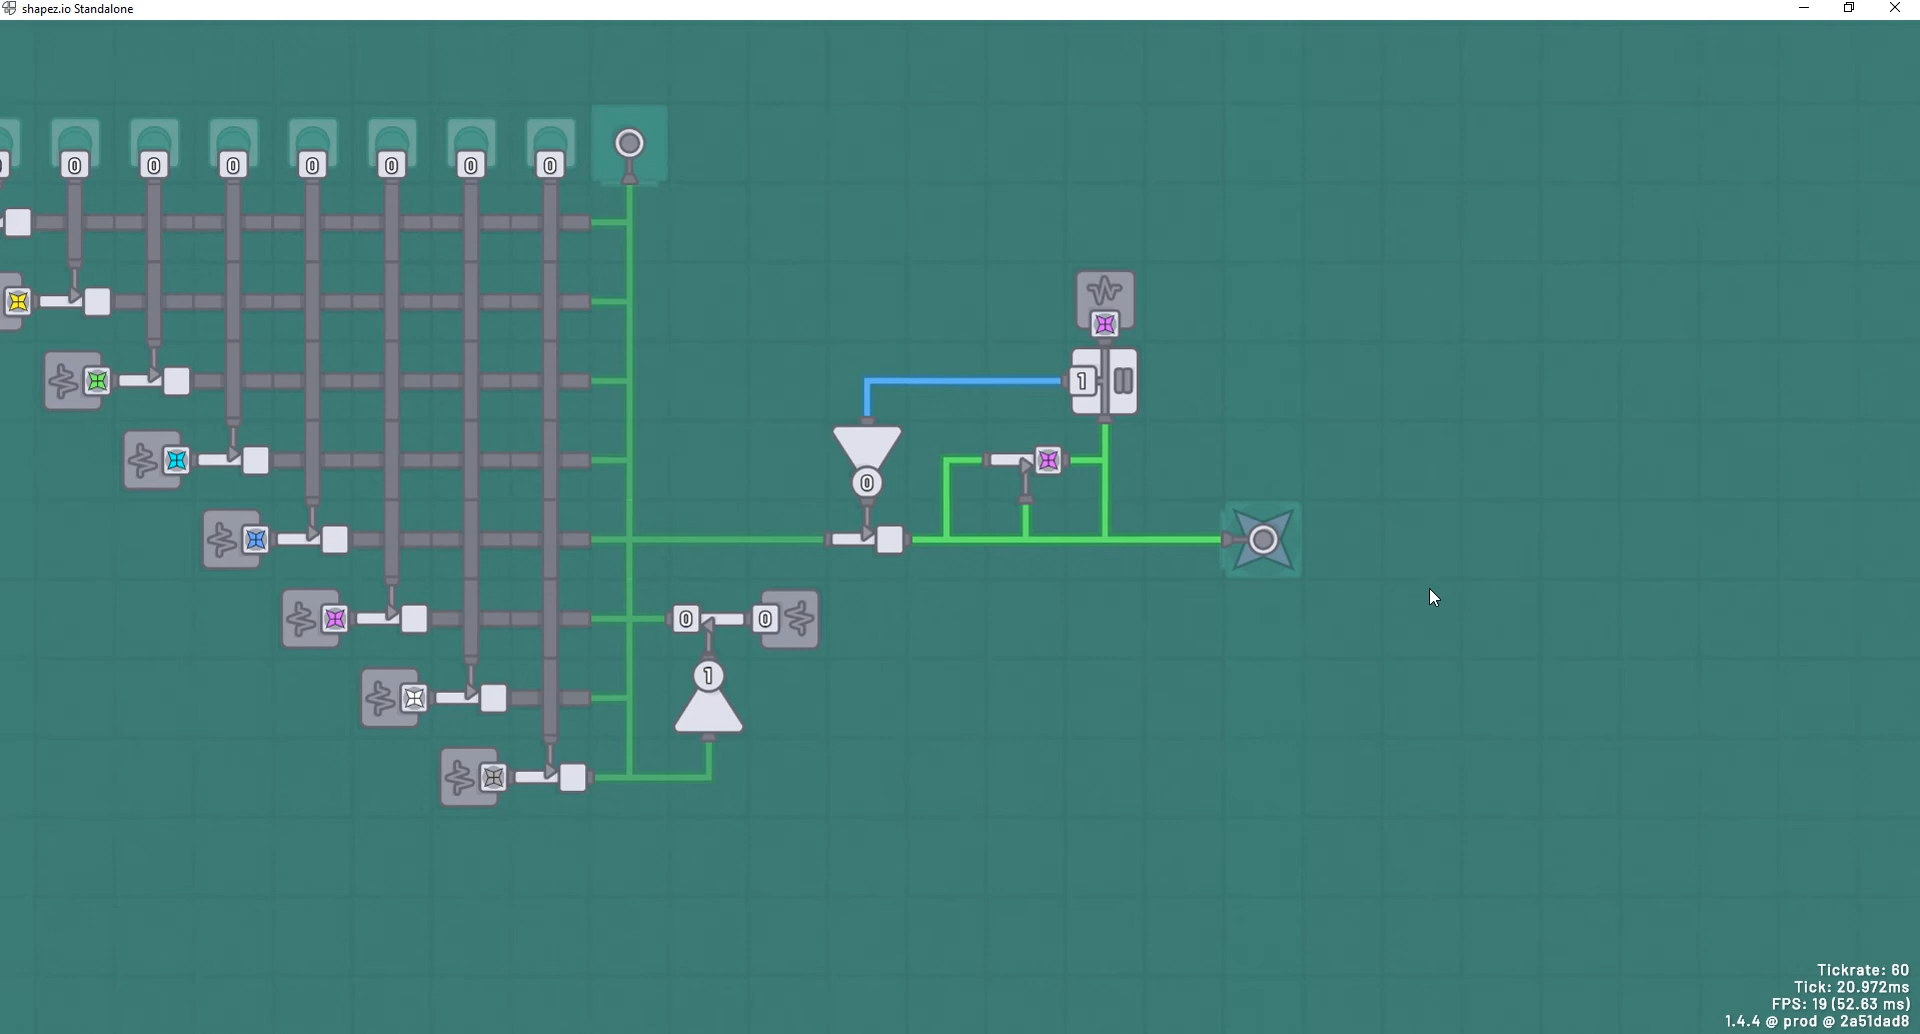 shapez.io Standalone
0 0 0 0 0 0 0
1
0
0 0
1
Tickrate: 60
Tick: 20.972ms
FPS: 19 (52.63 ms)
1.4.4 @ prod @ 2a51dad8